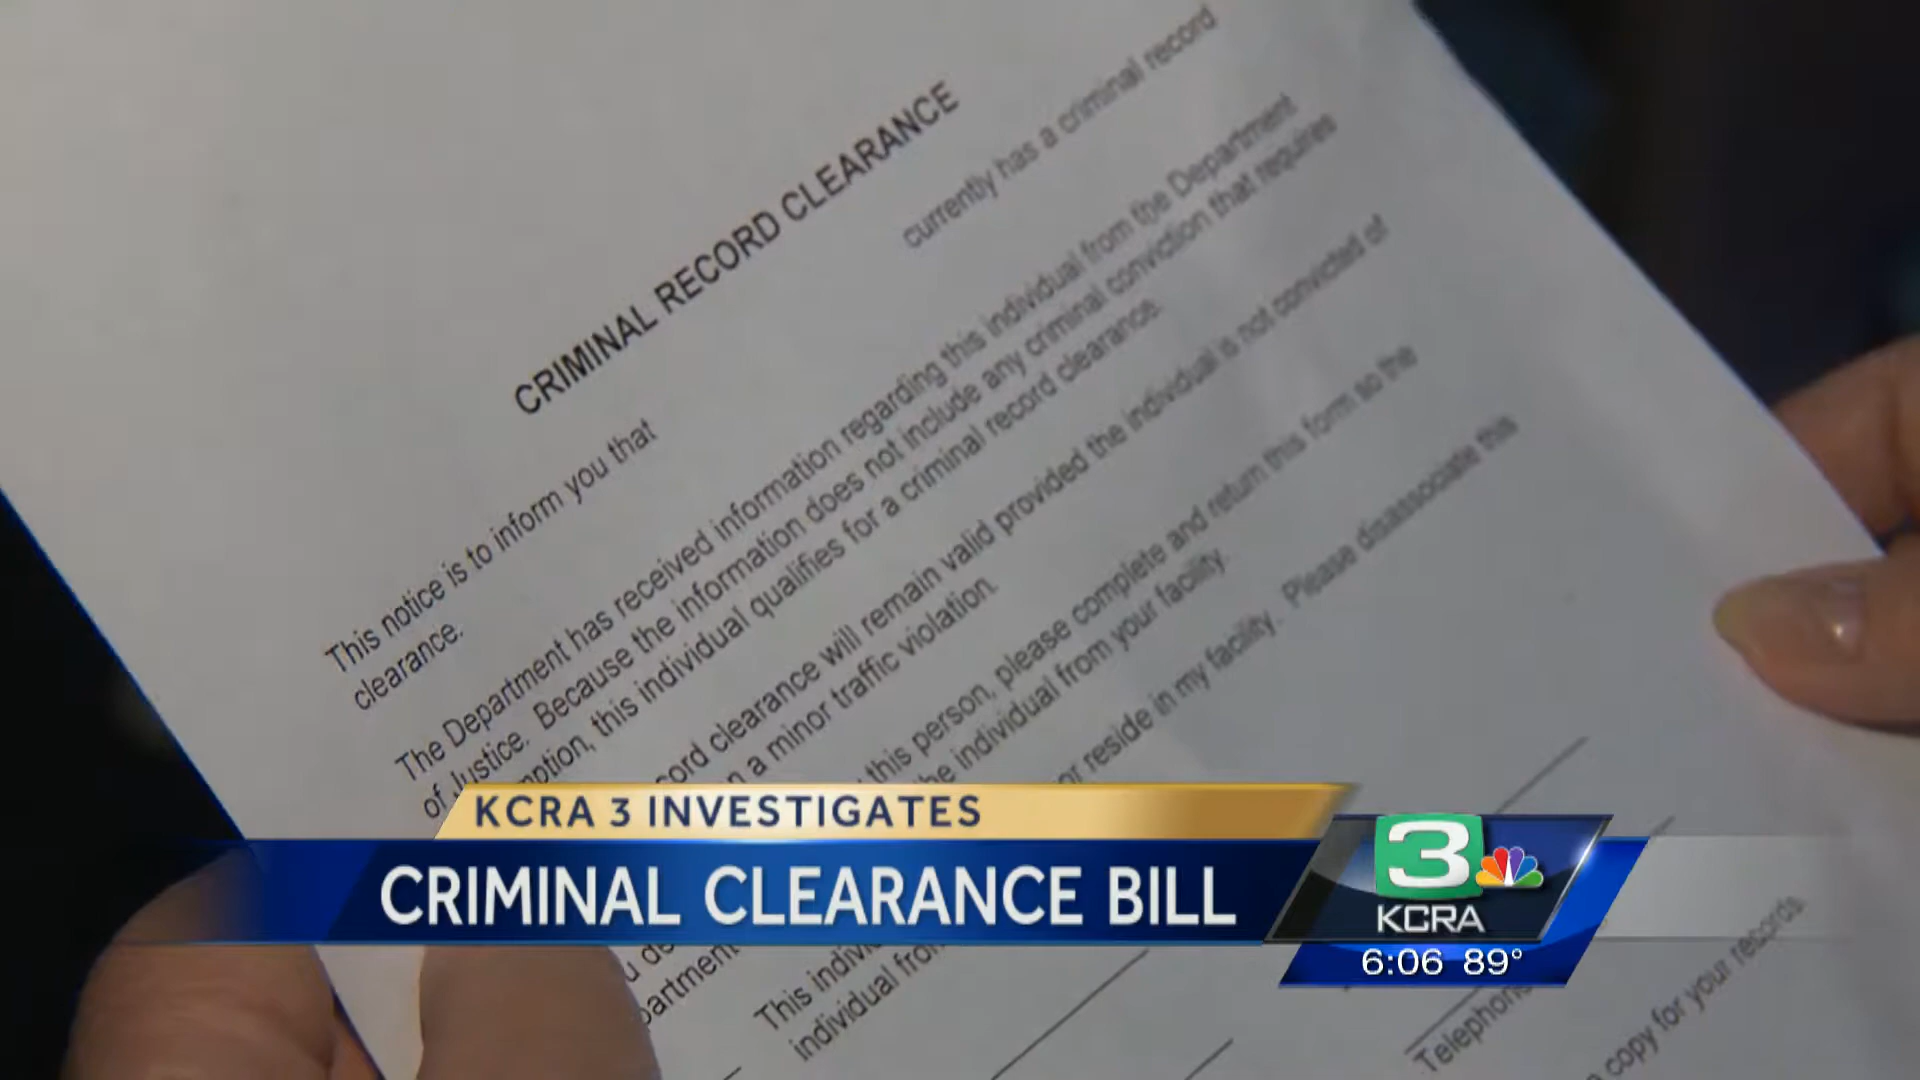 CRIMINAL RECORD CLEARANCE
This notice is to inform you that currently has a criminal record
clearance.
The Department has received information regarding this individual from the Department
of Justice. Because the information does not include any criminal conviction that requires
this individual qualifies for a criminal record clearance.
clearance will remain valid provided the individual is not convicted of
a minor traffic violation.
this person, please complete and return this form so the
individual from your facility.
or reside in my facility. Please disassociate this
This
individual
Telephone
copy for your records.
KCRA 3 INVESTIGATES
CRIMINAL CLEARANCE BILL
3
KCRA
6:06 89°